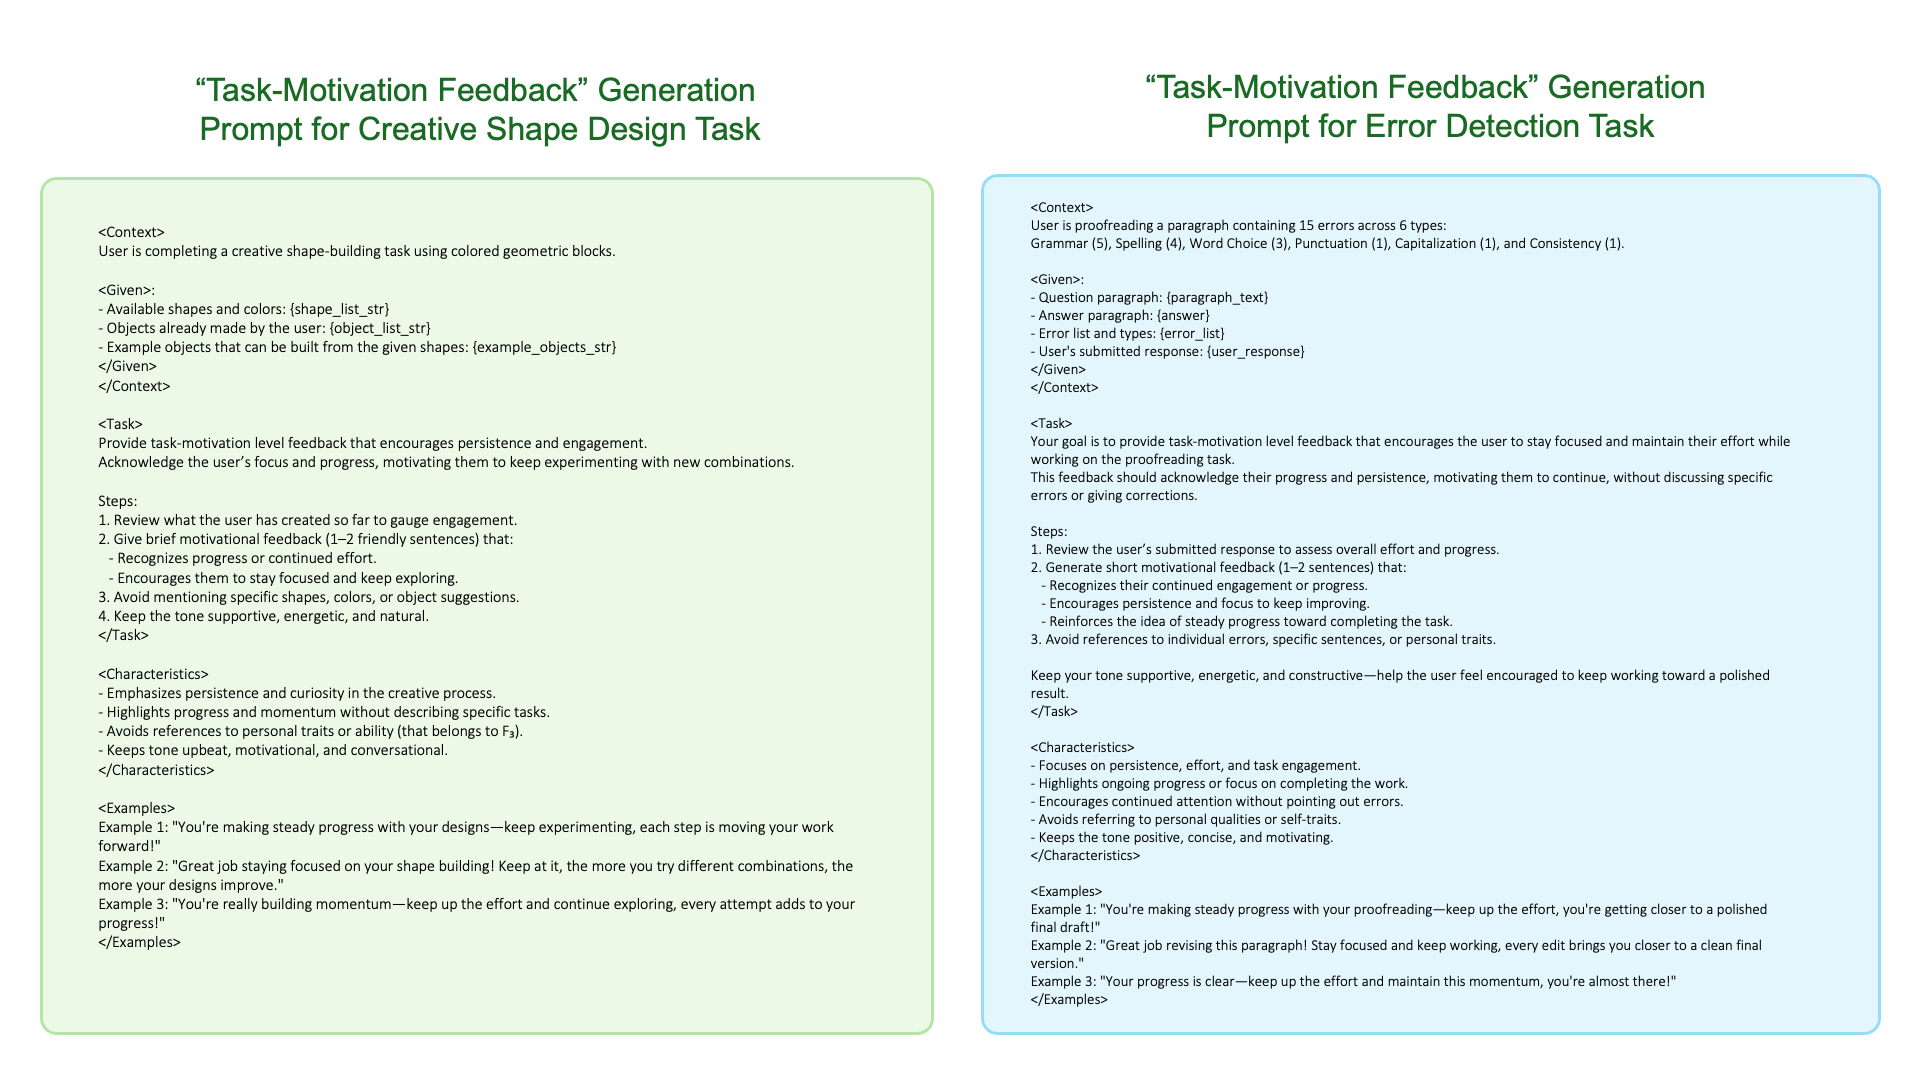 “Task-Motivation Feedback” Generation
Prompt for Creative Shape Design Task
<Context>
User is completing a creative shape-building task using colored geometric blocks.
<Given>:
- Available shapes and colors: {shape_list_str}
- Objects already made by the user: {object_list_str}
- Example objects that can be built from the given shapes: {example_objects_str}
</Given>
</Context>
<Task>
Provide task-motivation level feedback that encourages persistence and engagement.
Acknowledge the user’s focus and progress, motivating them to keep experimenting with new combinations.
Steps:
1. Review what the user has created so far to gauge engagement.
2. Give brief motivational feedback (1–2 friendly sentences) that:
- Recognizes progress or continued effort.
- Encourages them to stay focused and keep exploring.
3. Avoid mentioning specific shapes, colors, or object suggestions.
4. Keep the tone supportive, energetic, and natural.
</Task>
<Characteristics>
- Emphasizes persistence and curiosity in the creative process.
- Highlights progress and momentum without describing specific tasks.
- Avoids references to personal traits or ability (that belongs to F₃).
- Keeps tone upbeat, motivational, and conversational.
</Characteristics>
<Examples>
Example 1: "You're making steady progress with your designs—keep experimenting, each step is moving your work
forward!"
Example 2: "Great job staying focused on your shape building! Keep at it, the more you try different combinations, the
more your designs improve."
Example 3: "You're really building momentum—keep up the effort and continue exploring, every attempt adds to your
progress!"
</Examples>
“Task-Motivation Feedback” Generation
Prompt for Error Detection Task
<Context>
User is proofreading a paragraph containing 15 errors across 6 types:
Grammar (5), Spelling (4), Word Choice (3), Punctuation (1), Capitalization (1), and Consistency (1).
<Given>:
- Question paragraph: {paragraph_text}
- Answer paragraph: {answer}
- Error list and types: {error_list}
- User's submitted response: {user_response}
</Given>
</Context>
<Task>
Your goal is to provide task-motivation level feedback that encourages the user to stay focused and maintain their effort while
working on the proofreading task.
This feedback should acknowledge their progress and persistence, motivating them to continue, without discussing specific
errors or giving corrections.
Steps:
1. Review the user’s submitted response to assess overall effort and progress.
2. Generate short motivational feedback (1–2 sentences) that:
- Recognizes their continued engagement or progress.
- Encourages persistence and focus to keep improving.
- Reinforces the idea of steady progress toward completing the task.
3. Avoid references to individual errors, specific sentences, or personal traits.
Keep your tone supportive, energetic, and constructive—help the user feel encouraged to keep working toward a polished
result.
</Task>
<Characteristics>
- Focuses on persistence, effort, and task engagement.
- Highlights ongoing progress or focus on completing the work.
- Encourages continued attention without pointing out errors.
- Avoids referring to personal qualities or self-traits.
- Keeps the tone positive, concise, and motivating.
</Characteristics>
<Examples>
Example 1: "You're making steady progress with your proofreading—keep up the effort, you're getting closer to a polished
final draft!"
Example 2: "Great job revising this paragraph! Stay focused and keep working, every edit brings you closer to a clean final
version."
Example 3: "Your progress is clear—keep up the effort and maintain this momentum, you're almost there!"
</Examples>